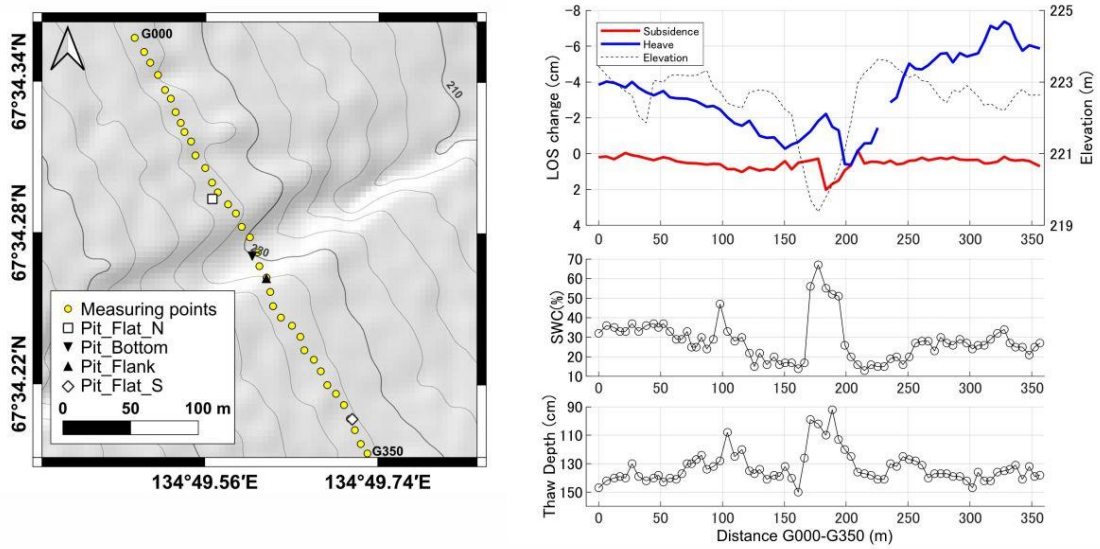 G000
210
230
G350
67°34.34′N
67°34.28′N
67°34.22′N
134°49.56′E
134°49.74′E
Measuring points
Pit_Flat_N
Pit_Bottom
Pit_Flank
Pit_Flat_S
0 50 100 m
LOS change (cm)
-8
-6
-4
-2
0
2
4
Subsidence
Heave
Elevation
225
223
221
219
Elevation (m)
0 50 100 150 200 250 300 350
SWC(%)
70
60
50
40
30
20
10
0 50 100 150 200 250 300 350
Thaw Depth (cm)
90
110
130
150
0 50 100 150 200 250 300 350
Distance G000-G350 (m)